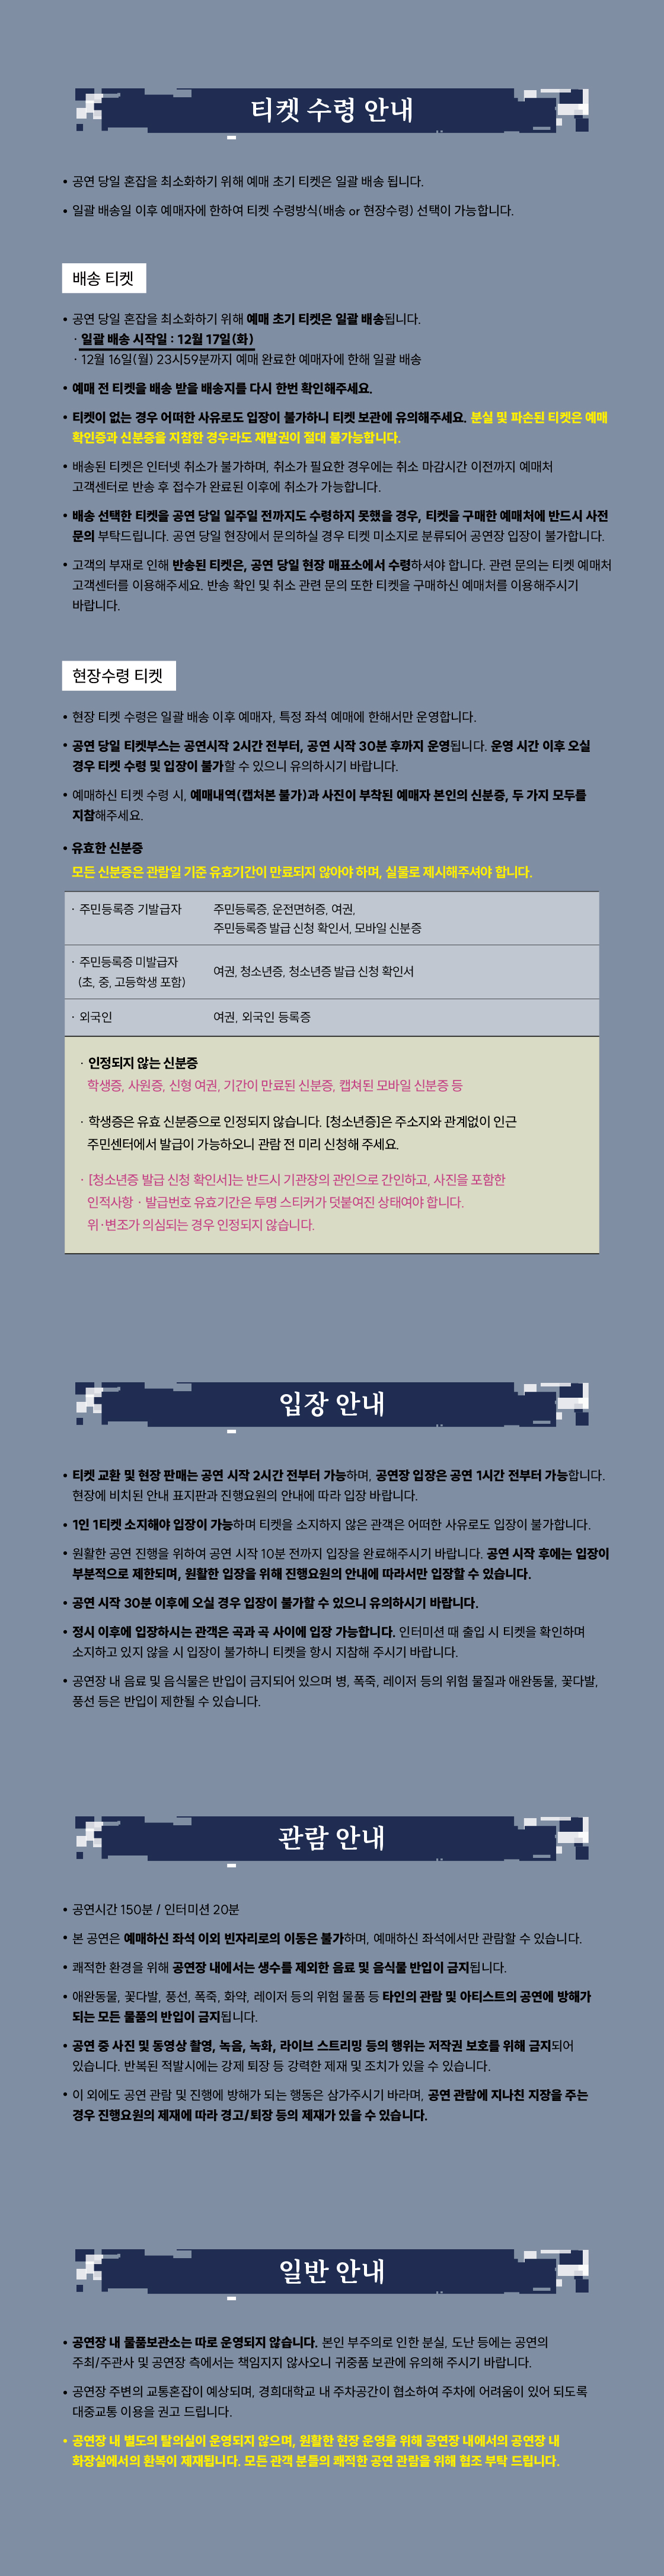 티켓 수령 안내
• 공연 당일 혼잡을 최소화하기 위해 예매 초기 티켓은 일괄 배송 됩니다.
• 일괄 배송일 이후 예매자에 한하여 티켓 수령방식(배송 or 현장수령) 선택이 가능합니다.
배송 티켓
• 공연 당일 혼잡을 최소화하기 위해 예매 초기 티켓은 일괄 배송됩니다.
· 일괄 배송 시작일 : 12월 17일(화)
· 12월 16일(월) 23시59분까지 예매 완료한 예매자에 한해 일괄 배송
• 예매 전 티켓을 배송 받을 배송지를 다시 한번 확인해주세요.
• 티켓이 없는 경우 어떠한 사유로도 입장이 불가하니 티켓 보관에 유의해주세요. 분실 및 파손된 티켓은 예매
확인증과 신분증을 지참한 경우라도 재발권이 절대 불가능합니다.
• 배송된 티켓은 인터넷 취소가 불가하며, 취소가 필요한 경우에는 취소 마감시간 이전까지 예매처
고객센터로 반송 후 접수가 완료된 이후에 취소가 가능합니다.
• 배송 선택한 티켓을 공연 당일 일주일 전까지도 수령하지 못했을 경우, 티켓을 구매한 예매처에 반드시 사전
문의 부탁드립니다. 공연 당일 현장에서 문의하실 경우 티켓 미소지로 분류되어 공연장 입장이 불가합니다.
• 고객의 부재로 인해 반송된 티켓은, 공연 당일 현장 매표소에서 수령하셔야 합니다. 관련 문의는 티켓 예매처
고객센터를 이용해주세요. 반송 확인 및 취소 관련 문의 또한 티켓을 구매하신 예매처를 이용해주시기
바랍니다.
현장수령 티켓
• 현장 티켓 수령은 일괄 배송 이후 예매자, 특정 좌석 예매에 한해서만 운영합니다.
• 공연 당일 티켓부스는 공연시작 2시간 전부터, 공연 시작 30분 후까지 운영됩니다. 운영 시간 이후 오실
경우 티켓 수령 및 입장이 불가할 수 있으니 유의하시기 바랍니다.
• 예매하신 티켓 수령 시, 예매내역(캡처본 불가)과 사진이 부착된 예매자 본인의 신분증, 두 가지 모두를
지참해주세요.
• 유효한 신분증
모든 신분증은 관람일 기준 유효기간이 만료되지 않아야 하며, 실물로 제시해주셔야 합니다.
· 주민등록증 기발급자 주민등록증, 운전면허증, 여권,
주민등록증 발급 신청 확인서, 모바일 신분증
· 주민등록증 미발급자
(초, 중, 고등학생 포함) 여권, 청소년증, 청소년증 발급 신청 확인서
· 외국인 여권, 외국인 등록증
· 인정되지 않는 신분증
학생증, 사원증, 신형 여권, 기간이 만료된 신분증, 캡쳐된 모바일 신분증 등
· 학생증은 유효 신분증으로 인정되지 않습니다. [청소년증]은 주소지와 관계없이 인근
주민센터에서 발급이 가능하오니 관람 전 미리 신청해 주세요.
· [청소년증 발급 신청 확인서]는 반드시 기관장의 관인으로 간인하고, 사진을 포함한
인적사항 · 발급번호 유효기간은 투명 스티커가 덧붙여진 상태여야 합니다.
위·변조가 의심되는 경우 인정되지 않습니다.
입장 안내
• 티켓 교환 및 현장 판매는 공연 시작 2시간 전부터 가능하며, 공연장 입장은 공연 1시간 전부터 가능합니다.
현장에 비치된 안내 표지판과 진행요원의 안내에 따라 입장 바랍니다.
• 1인 1티켓 소지해야 입장이 가능하며 티켓을 소지하지 않은 관객은 어떠한 사유로도 입장이 불가합니다.
• 원활한 공연 진행을 위하여 공연 시작 10분 전까지 입장을 완료해주시기 바랍니다. 공연 시작 후에는 입장이
부분적으로 제한되며, 원활한 입장을 위해 진행요원의 안내에 따라서만 입장할 수 있습니다.
• 공연 시작 30분 이후에 오실 경우 입장이 불가할 수 있으니 유의하시기 바랍니다.
• 정시 이후에 입장하시는 관객은 곡과 곡 사이에 입장 가능합니다. 인터미션 때 출입 시 티켓을 확인하며
소지하고 있지 않을 시 입장이 불가하니 티켓을 항시 지참해 주시기 바랍니다.
• 공연장 내 음료 및 음식물은 반입이 금지되어 있으며 병, 폭죽, 레이저 등의 위험 물질과 애완동물, 꽃다발,
풍선 등은 반입이 제한될 수 있습니다.
관람 안내
• 공연시간 150분 / 인터미션 20분
• 본 공연은 예매하신 좌석 이외 빈자리로의 이동은 불가하며, 예매하신 좌석에서만 관람할 수 있습니다.
• 쾌적한 환경을 위해 공연장 내에서는 생수를 제외한 음료 및 음식물 반입이 금지됩니다.
• 애완동물, 꽃다발, 풍선, 폭죽, 화약, 레이저 등의 위험 물품 등 타인의 관람 및 아티스트의 공연에 방해가
되는 모든 물품의 반입이 금지됩니다.
• 공연 중 사진 및 동영상 촬영, 녹음, 녹화, 라이브 스트리밍 등의 행위는 저작권 보호를 위해 금지되어
있습니다. 반복된 적발시에는 강제 퇴장 등 강력한 제재 및 조치가 있을 수 있습니다.
• 이 외에도 공연 관람 및 진행에 방해가 되는 행동은 삼가주시기 바라며, 공연 관람에 지나친 지장을 주는
경우 진행요원의 제재에 따라 경고/퇴장 등의 제재가 있을 수 있습니다.
일반 안내
• 공연장 내 물품보관소는 따로 운영되지 않습니다. 본인 부주의로 인한 분실, 도난 등에는 공연의
주최/주관사 및 공연장 측에서는 책임지지 않사오니 귀중품 보관에 유의해 주시기 바랍니다.
• 공연장 주변의 교통혼잡이 예상되며, 경희대학교 내 주차공간이 협소하여 주차에 어려움이 있어 되도록
대중교통 이용을 권고 드립니다.
• 공연장 내 별도의 탈의실이 운영되지 않으며, 원활한 현장 운영을 위해 공연장 내에서의 공연장 내
화장실에서의 환복이 제재됩니다. 모든 관객 분들의 쾌적한 공연 관람을 위해 협조 부탁 드립니다.